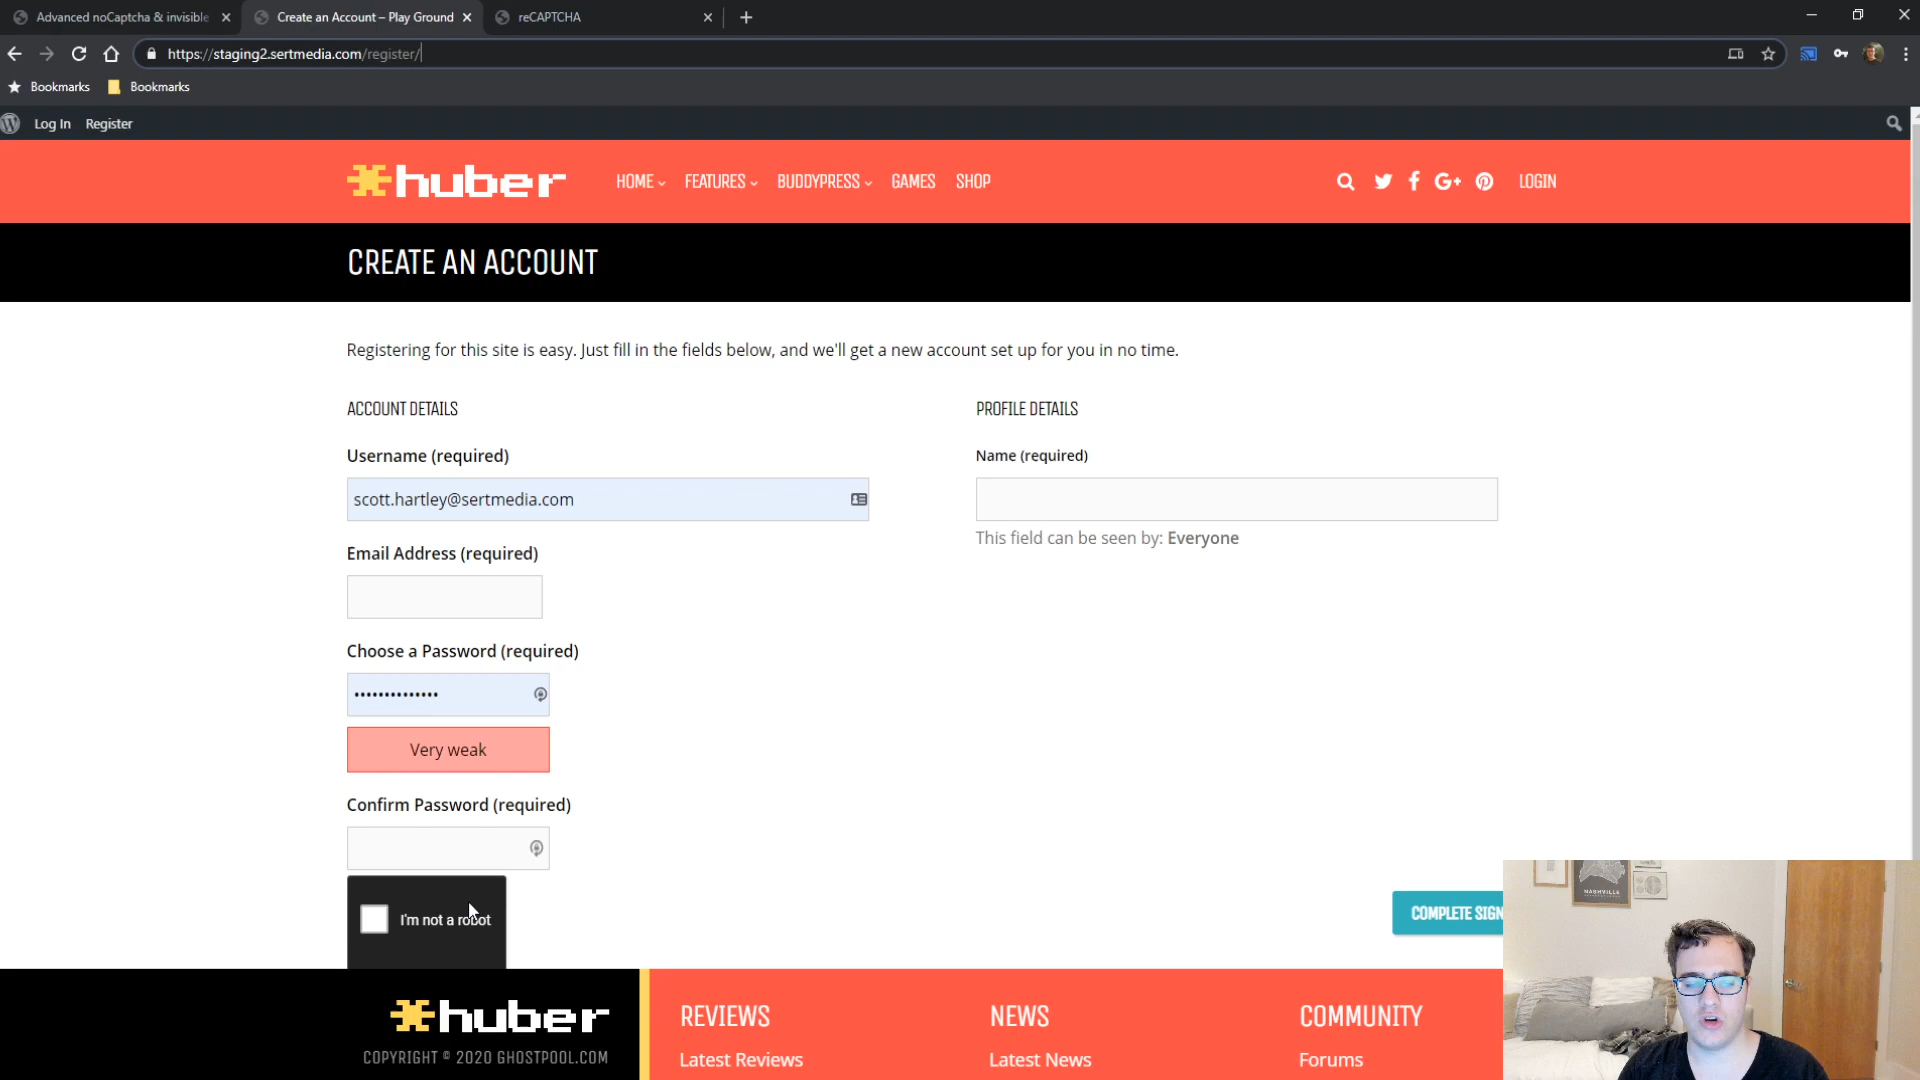 Advanced noCaptcha & invisible
Create an Account – Play Ground
reCAPTCHA
https://staging2.sertmedia.com/register/
Bookmarks
Bookmarks
Log In
Register
huber
HOME
FEATURES
BUDDYPRESS
GAMES
SHOP
LOGIN
CREATE AN ACCOUNT
Registering for this site is easy. Just fill in the fields below, and we'll get a new account set up for you in no time.
ACCOUNT DETAILS
PROFILE DETAILS
Username (required)
Name (required)
scott.hartley@sertmedia.com
This field can be seen by: Everyone
Email Address (required)
Choose a Password (required)
••••••••••••••
Very weak
Confirm Password (required)
I'm not a robot
COMPLETE SIGN
NASHVILLE
huber
COPYRIGHT © 2020 GHOSTPOOL.COM
REVIEWS
NEWS
COMMUNITY
Latest Reviews
Latest News
Forums